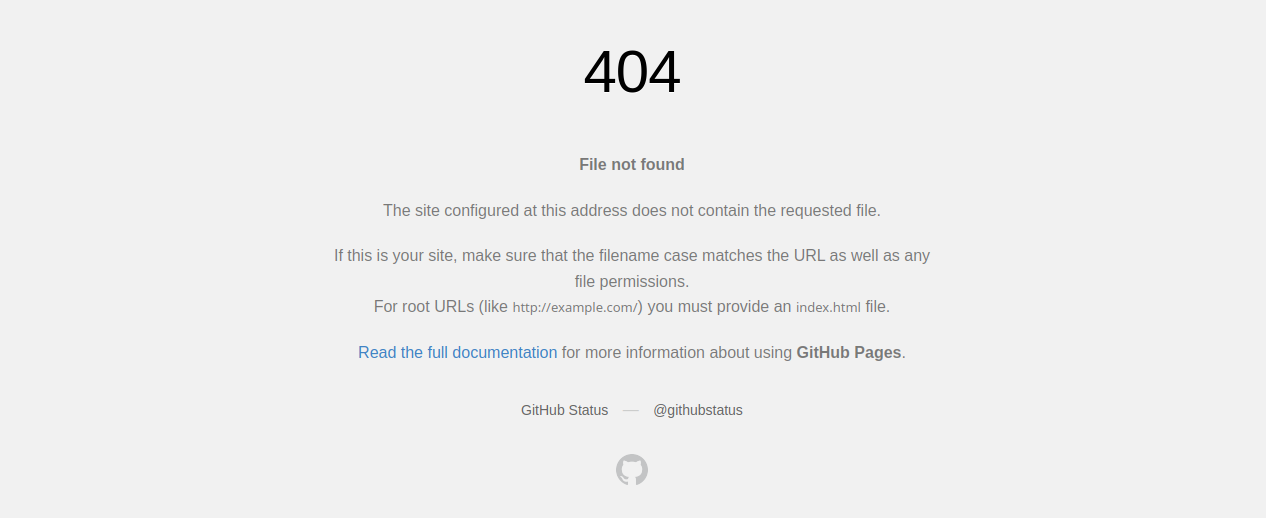 404
File not found
The site configured at this address does not contain the requested file.
If this is your site, make sure that the filename case matches the URL as well as any
file permissions.
For root URLs (like http://example.com/) you must provide an index.html file.
Read the full documentation for more information about using GitHub Pages.
GitHub Status — @githubstatus